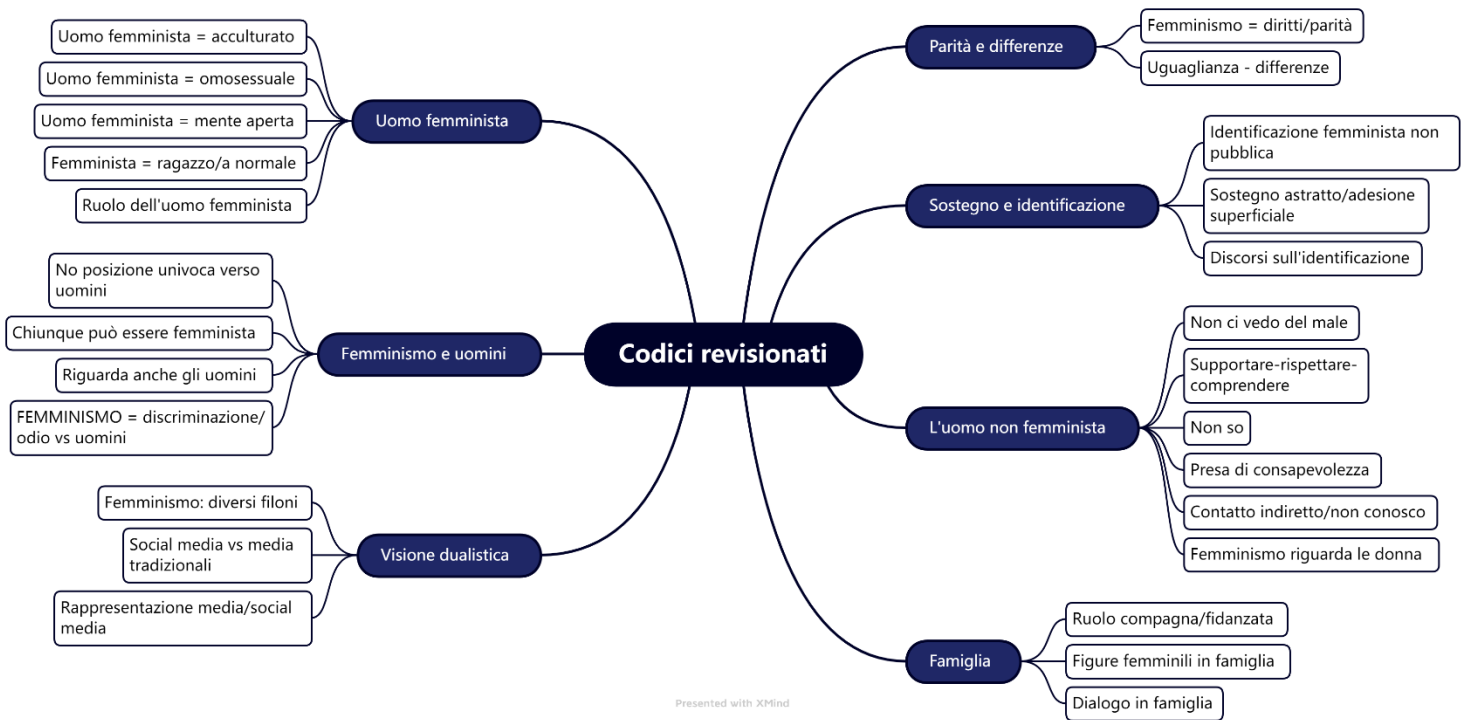 Codici revisionati
Parità e differenze
Femminismo = diritti/parità
Uguaglianza - differenze
Sostegno e identificazione
Identificazione femminista non
pubblica
Sostegno astratto/adesione
superficiale
Discorsi sull'identificazione
L'uomo non femminista
Non ci vedo del male
Supportare-rispettare-
comprendere
Non so
Presa di consapevolezza
Contatto indiretto/non conosco
Femminismo riguarda le donna
Famiglia
Ruolo compagna/fidanzata
Figure femminili in famiglia
Dialogo in famiglia
Uomo femminista
Uomo femminista = acculturato
Uomo femminista = omosessuale
Uomo femminista = mente aperta
Femminista = ragazzo/a normale
Ruolo dell'uomo femminista
Femminismo e uomini
No posizione univoca verso
uomini
Chiunque può essere femminista
Riguarda anche gli uomini
FEMMINISMO = discriminazione/
odio vs uomini
Visione dualistica
Femminismo: diversi filoni
Social media vs media
tradizionali
Rappresentazione media/social
media
Presented with XMind